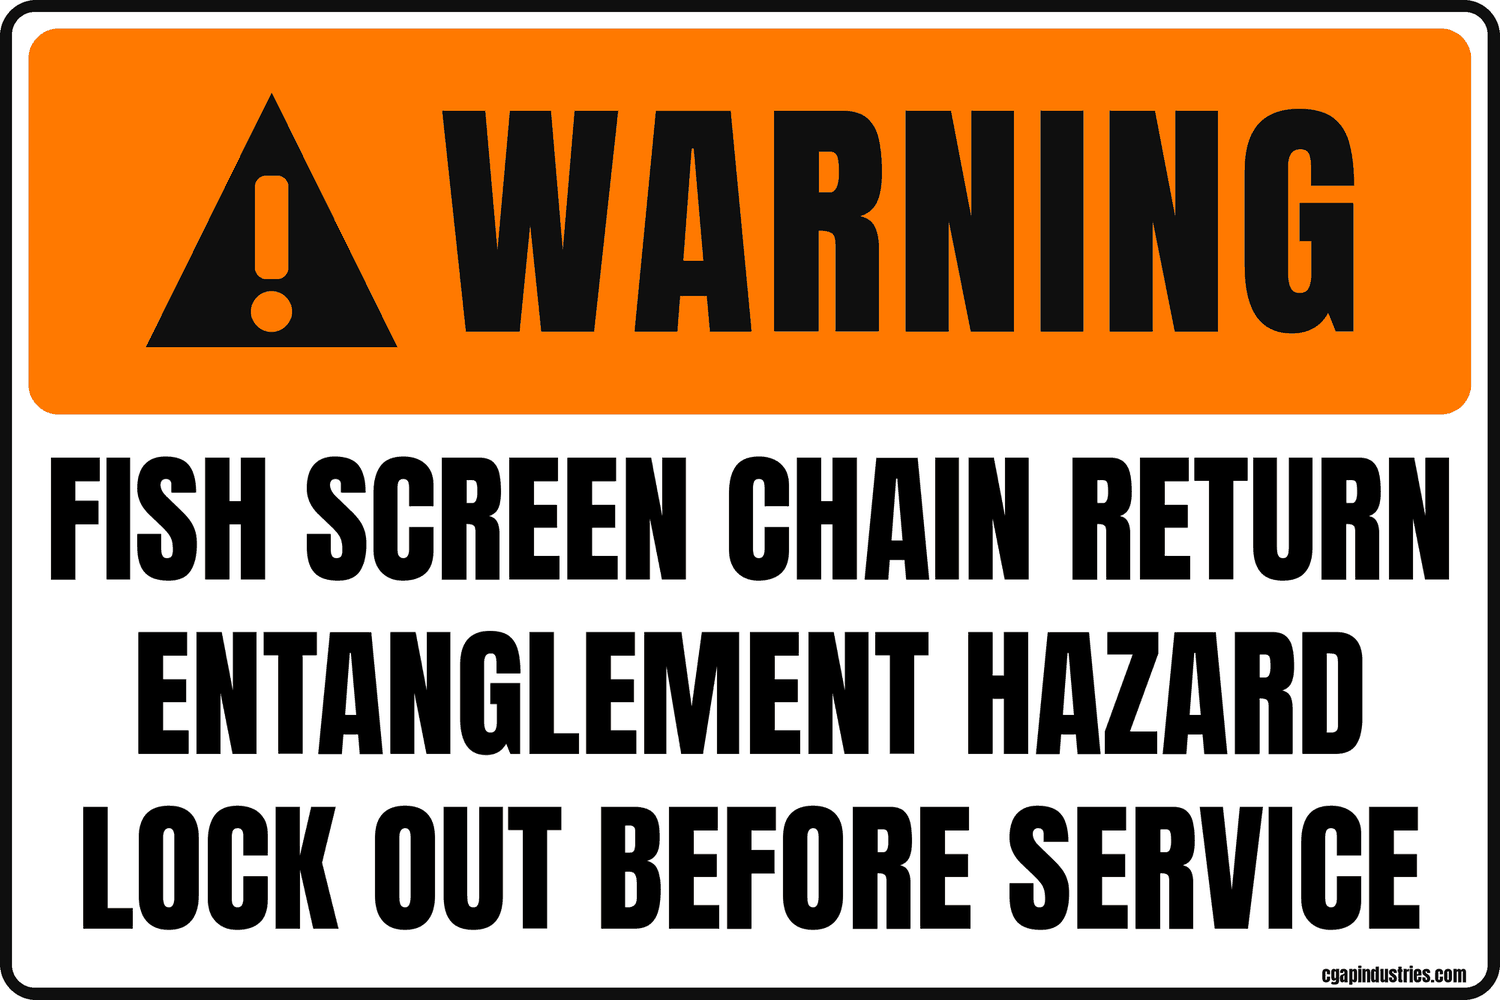 WARNING
FISH SCREEN CHAIN RETURN
ENTANGLEMENT HAZARD
LOCK OUT BEFORE SERVICE
cgapindustries.com